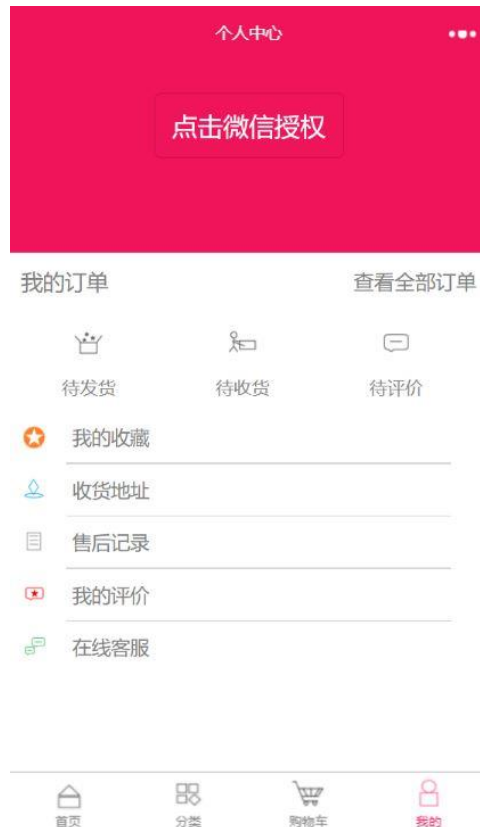 个人中心
点击微信授权
我的订单 查看全部订单
待发货 待收货 待评价
我的收藏
收货地址
售后记录
我的评价
在线客服
首页 分类 购物车 我的